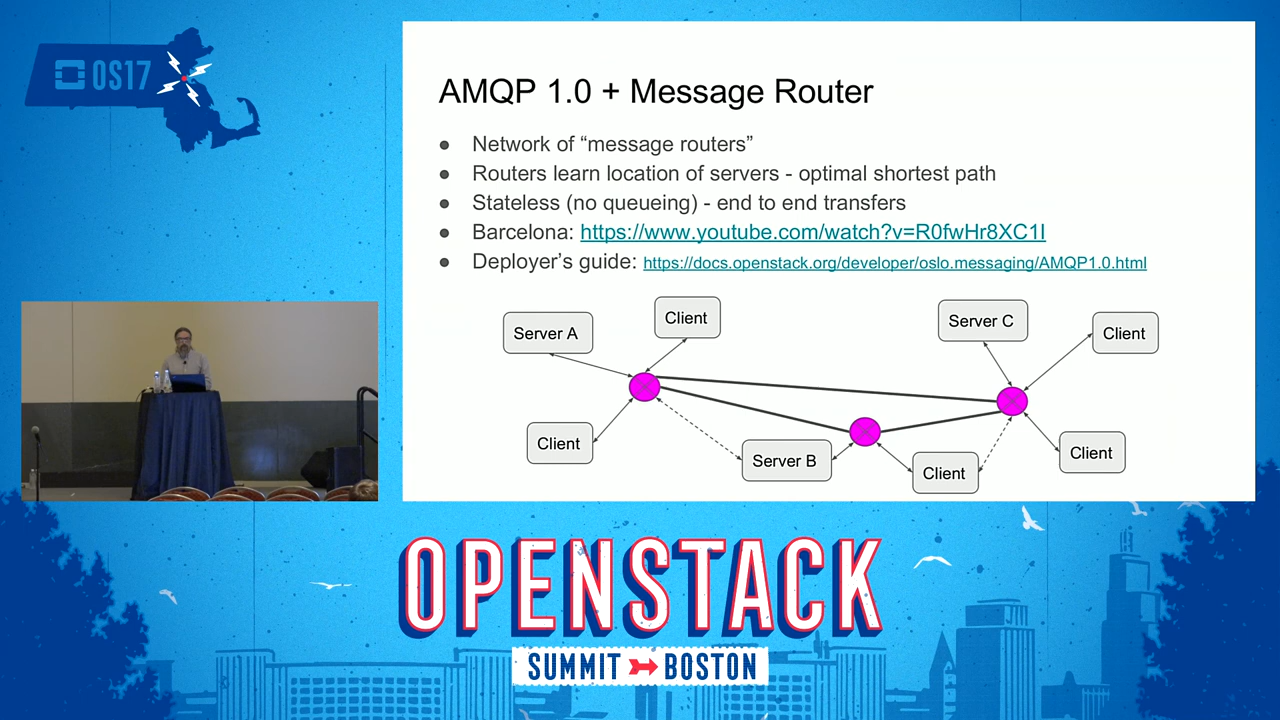 OS17
AMQP 1.0 + Message Router
● Network of “message routers”
● Routers learn location of servers - optimal shortest path
● Stateless (no queueing) - end to end transfers
● Barcelona: https://www.youtube.com/watch?v=R0fwHr8XC1I
● Deployer’s guide: https://docs.openstack.org/developer/oslo.messaging/AMQP1.0.html
Server A
Client
Server C
Client
Client
Server B
Client
Client
OPENSTACK
SUMMIT BOSTON